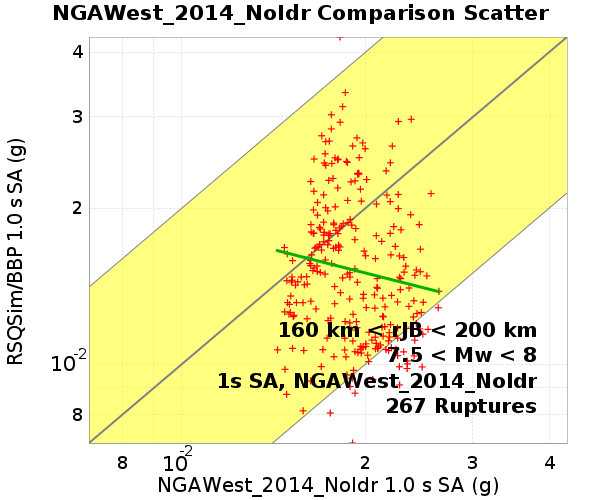 NGAWest_2014_NoIdr Comparison Scatter
RSQSim/BBP 1.0 s SA (g)
4
3
2
10-2
8
160 km < rJB < 200 km
7.5 < Mw < 8
1s SA, NGAWest_2014_NoIdr
267 Ruptures
8 10-2 2 3 4
NGAWest_2014_NoIdr 1.0 s SA (g)